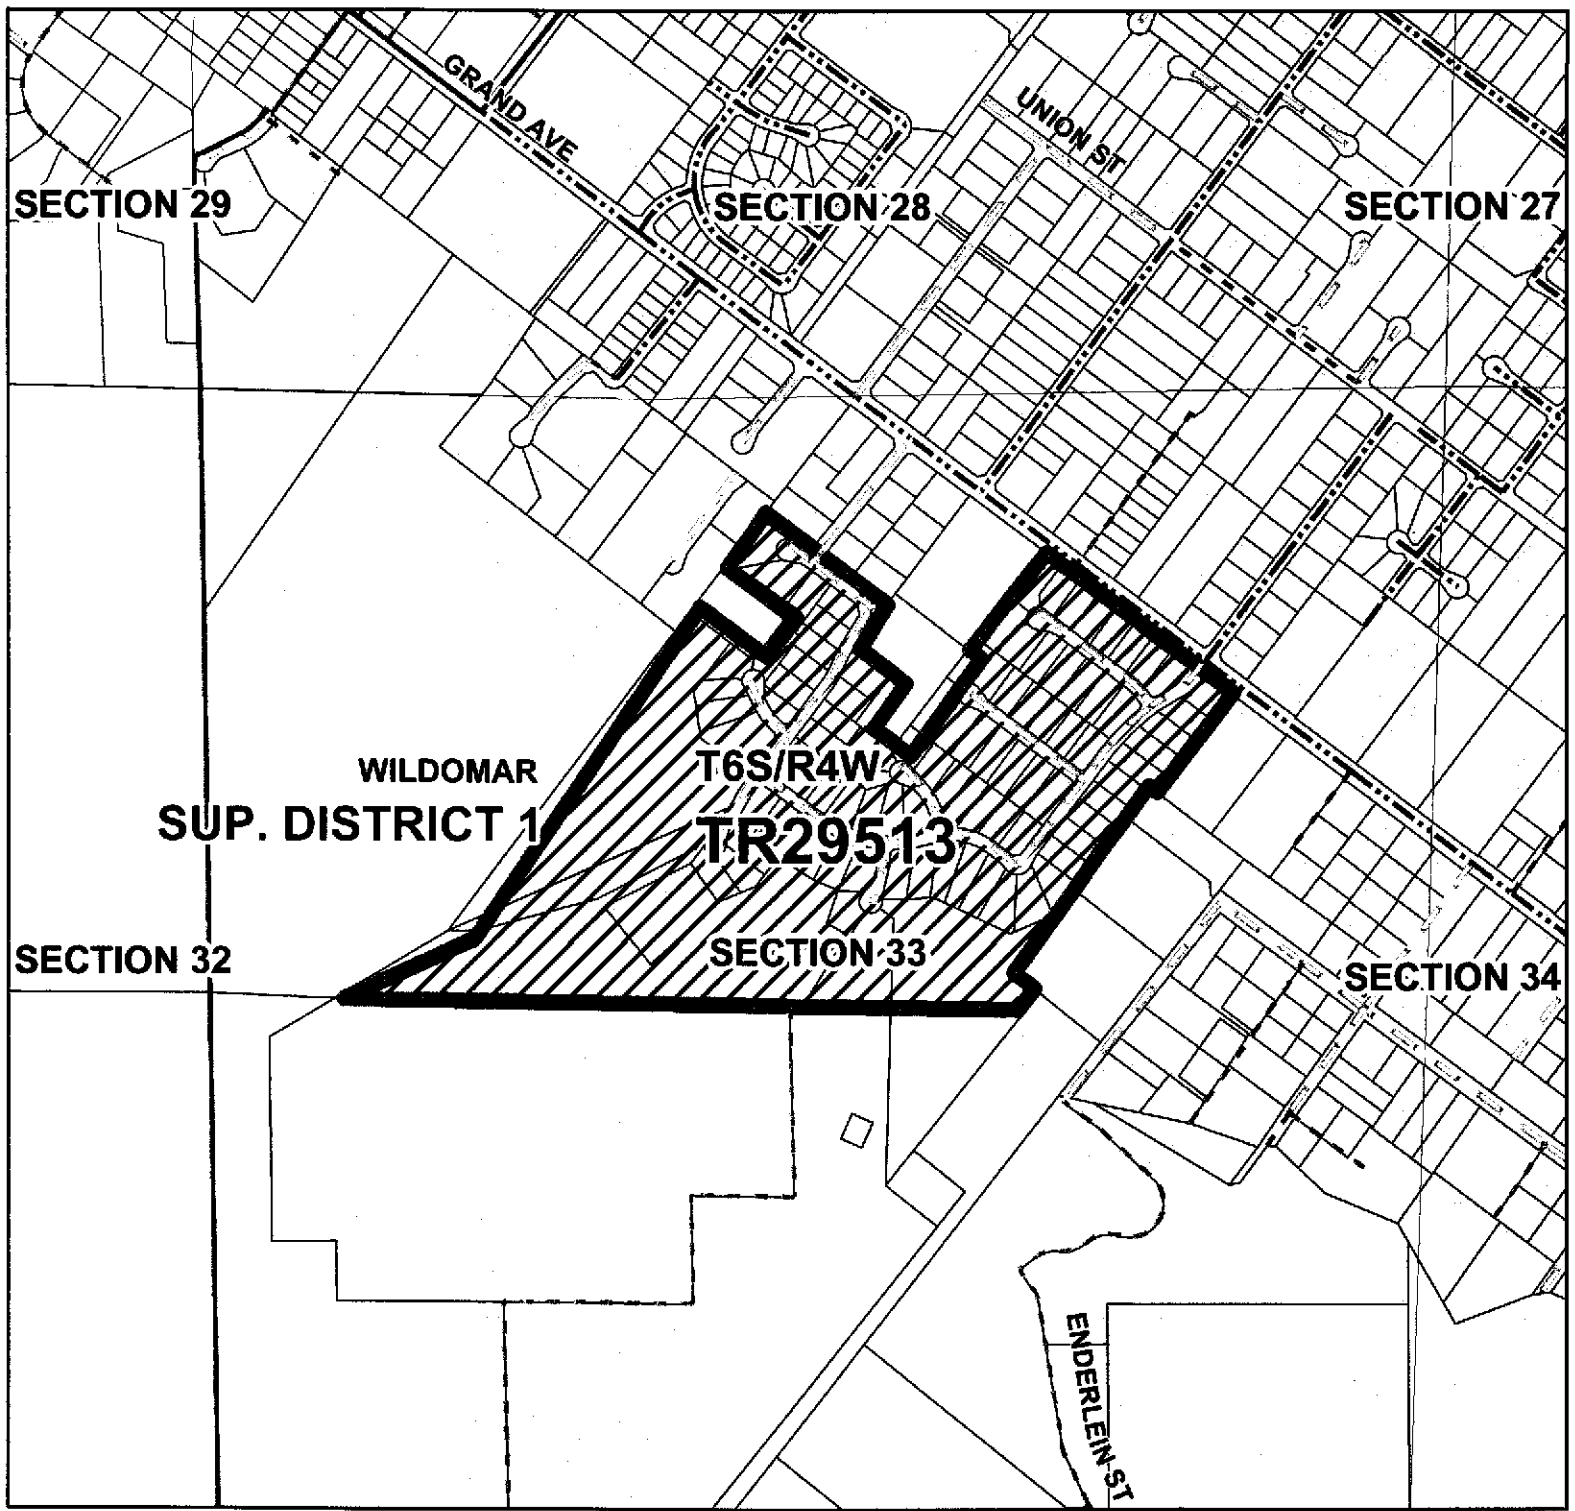 GRAND AVE
UNION ST
SECTION 29
SECTION 28
SECTION 27
WILDOMAR
T6S/R4W
SUP. DISTRICT 1
TR29513
SECTION 32
SECTION 33
SECTION 34
ENDERLEIN ST